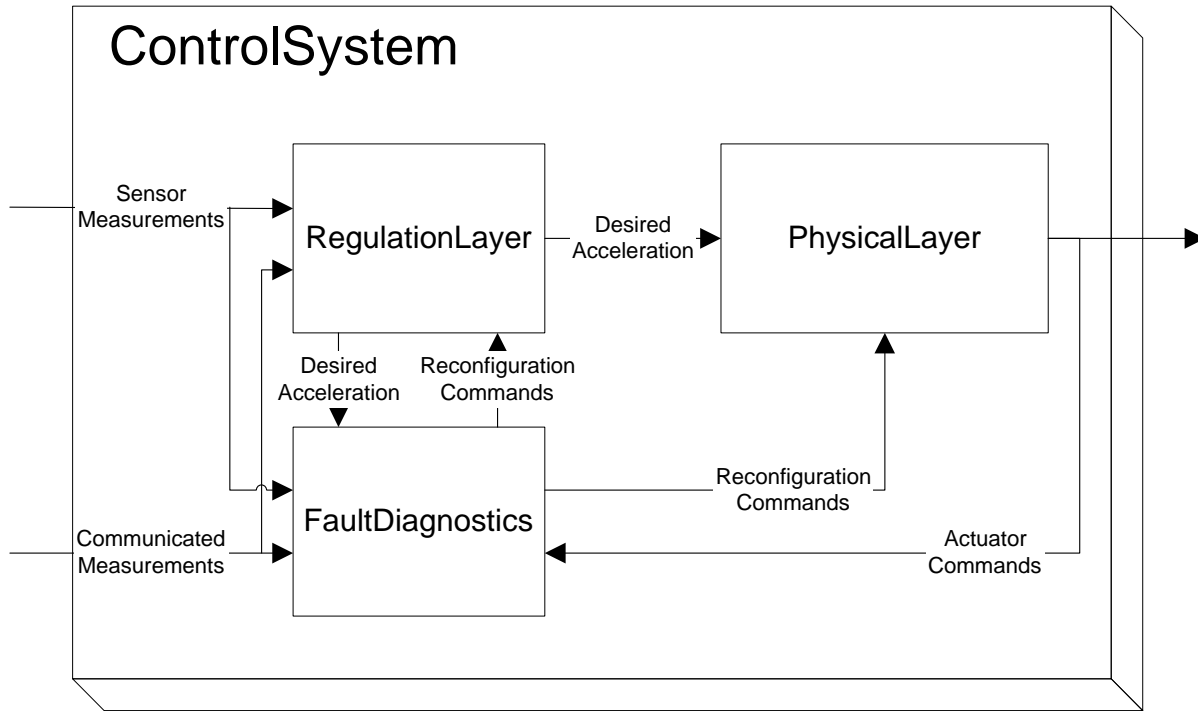 ControlSystem
Sensor
Measurements
RegulationLayer
Desired
Acceleration
PhysicalLayer
Desired
Acceleration
Reconfiguration
Commands
FaultDiagnostics
Reconfiguration
Commands
Communicated
Measurements
Actuator
Commands